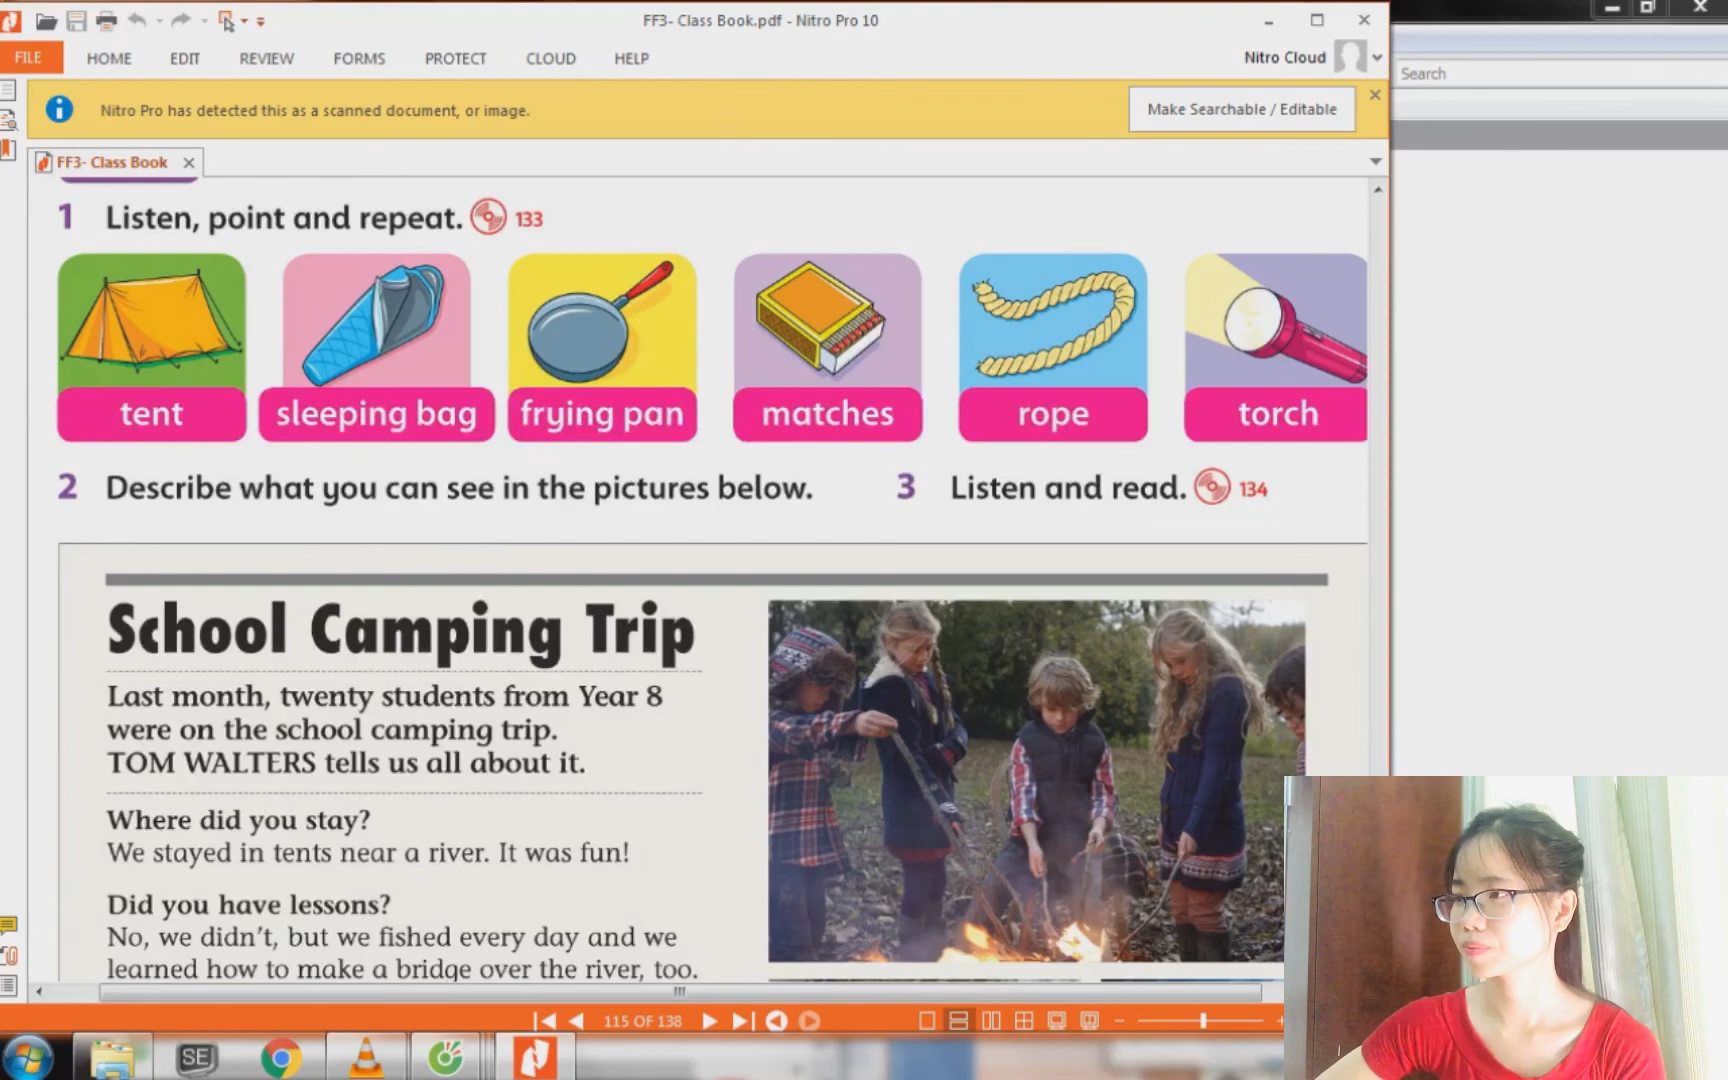 FF3- Class Book.pdf - Nitro Pro 10
FILE HOME EDIT REVIEW FORMS PROTECT CLOUD HELP
Nitro Cloud
Search
Nitro Pro has detected this as a scanned document, or image.
Make Searchable / Editable
FF3- Class Book
1 Listen, point and repeat. 133
tent
sleeping bag
frying pan
matches
rope
torch
2 Describe what you can see in the pictures below.
3 Listen and read. 134
School Camping Trip
Last month, twenty students from Year 8
were on the school camping trip.
TOM WALTERS tells us all about it.
Where did you stay?
We stayed in tents near a river. It was fun!
Did you have lessons?
No, we didn't, but we fished every day and we
learned how to make a bridge over the river, too.
115 OF 138
SE